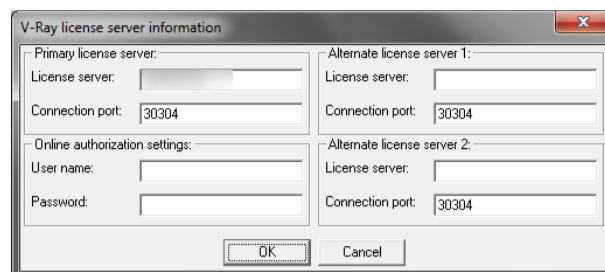 V-Ray license server information
Primary license server:
License server:
Connection port: 30304
Alternate license server 1:
License server:
Connection port: 30304
Online authorization settings:
User name:
Password:
Alternate license server 2:
License server:
Connection port: 30304
OK
Cancel